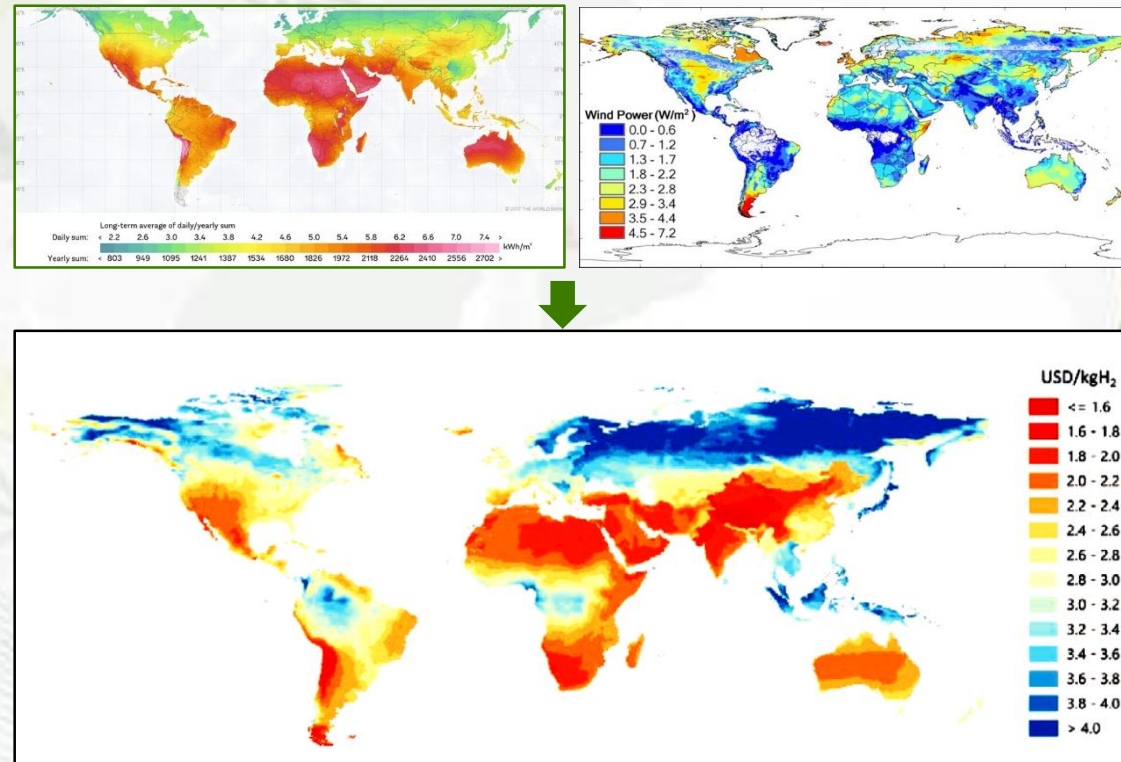 Long-term average of daily/yearly sum
Daily sum: < 2.2 2.6 3.0 3.4 3.8 4.2 4.6 5.0 5.4 5.8 6.2 6.6 7.0 7.4 >
kWh/m²
Yearly sum: < 803 949 1095 1241 1387 1534 1680 1826 1972 2118 2264 2410 2556 2702 >
Wind Power (W/m²)
0.0 - 0.6
0.7 - 1.2
1.3 - 1.7
1.8 - 2.2
2.3 - 2.8
2.9 - 3.4
3.5 - 4.4
4.5 - 7.2
USD/kgH₂
<= 1.6
1.6 - 1.8
1.8 - 2.0
2.0 - 2.2
2.2 - 2.4
2.4 - 2.6
2.6 - 2.8
2.8 - 3.0
3.0 - 3.2
3.2 - 3.4
3.4 - 3.6
3.6 - 3.8
3.8 - 4.0
> 4.0